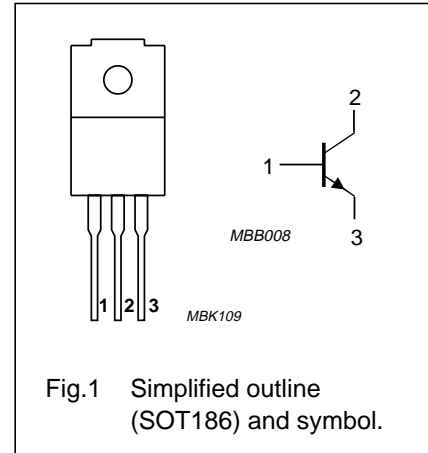 2
1
MBB008
3
1 2 3
MBK109
Fig.1 Simplified outline
(SOT186) and symbol.